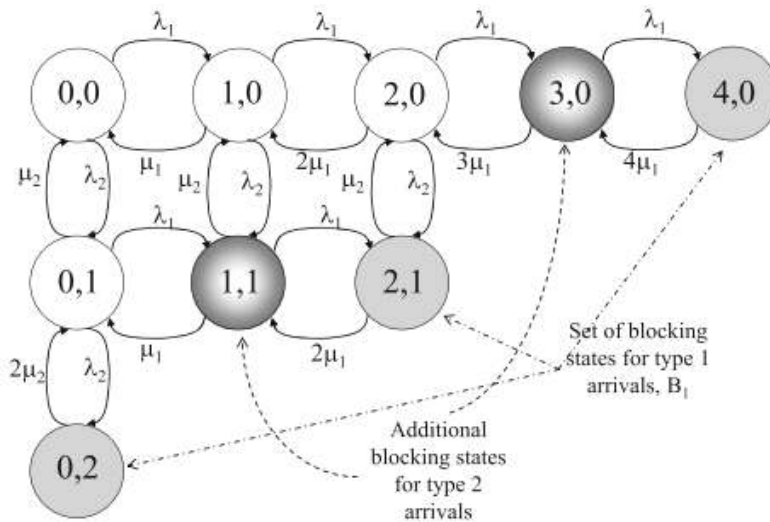 λ₁ λ₁ λ₁ λ₁
0,0 1,0 2,0 3,0 4,0
μ₁ 2μ₁ 3μ₁ 4μ₁
μ₂ λ₂ μ₂ λ₂ μ₂ λ₂
λ₁ λ₁
0,1 1,1 2,1
μ₁ 2μ₁
2μ₂ λ₂
0,2
Set of blocking
states for type 1
arrivals, B₁
Additional
blocking states
for type 2
arrivals